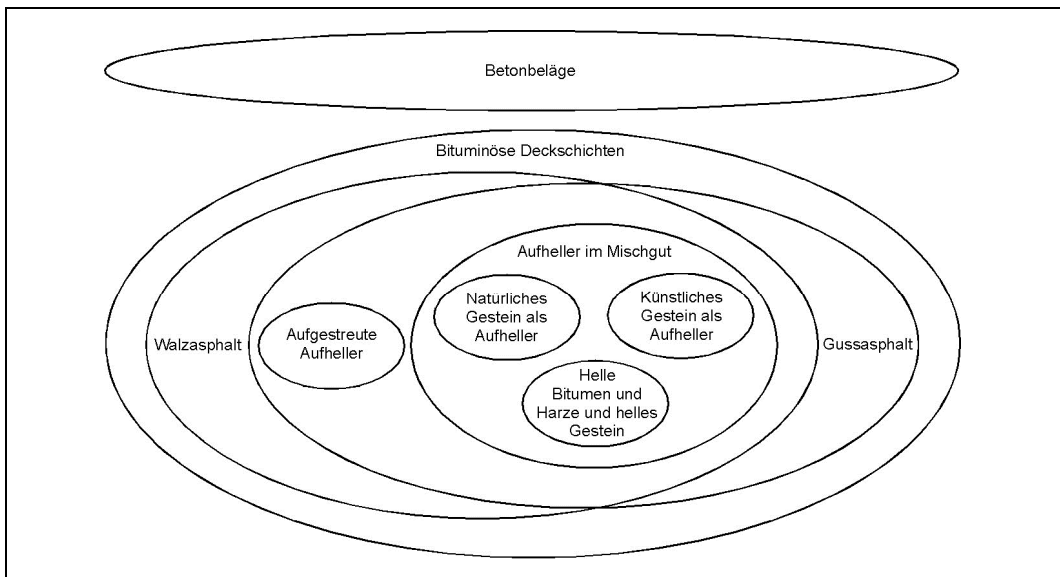 Betonbeläge
Bituminöse Deckschichten
Aufheller im Mischgut
Natürliches
Gestein als
Aufheller
Künstliches
Gestein als
Aufheller
Walzasphalt
Aufgestreute
Aufheller
Gussasphalt
Helle
Bitumen und
Harze und helles
Gestein